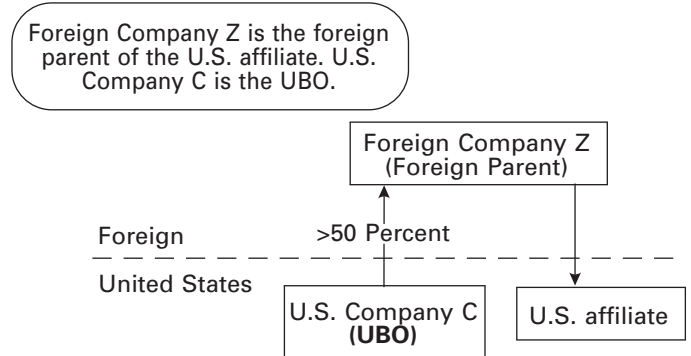 Foreign Company Z is the foreign
parent of the U.S. affiliate. U.S.
Company C is the UBO.
Foreign Company Z
(Foreign Parent)
Foreign
>50 Percent
United States
U.S. Company C
(UBO)
U.S. affiliate